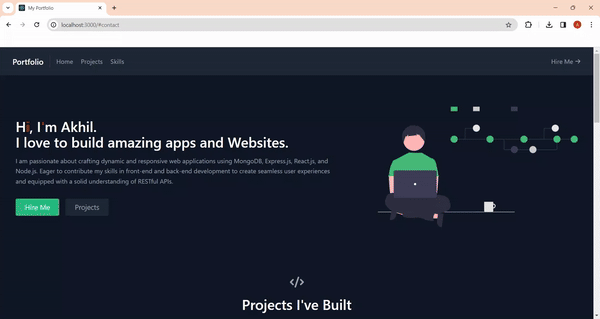 My Portfolio
localhost:3000/#contact
A
Portfolio
Home
Projects
Skills
Hire Me →
Hi, I'm Akhil.
I love to build amazing apps and Websites.
I am passionate about crafting dynamic and responsive web applications using MongoDB, Express.js, React.js, and
Node.js. Eager to contribute my skills in front-end and back-end development to create seamless user experiences
and equipped with a solid understanding of RESTful APIs.
Hire Me
Projects
</>
Projects I've Built